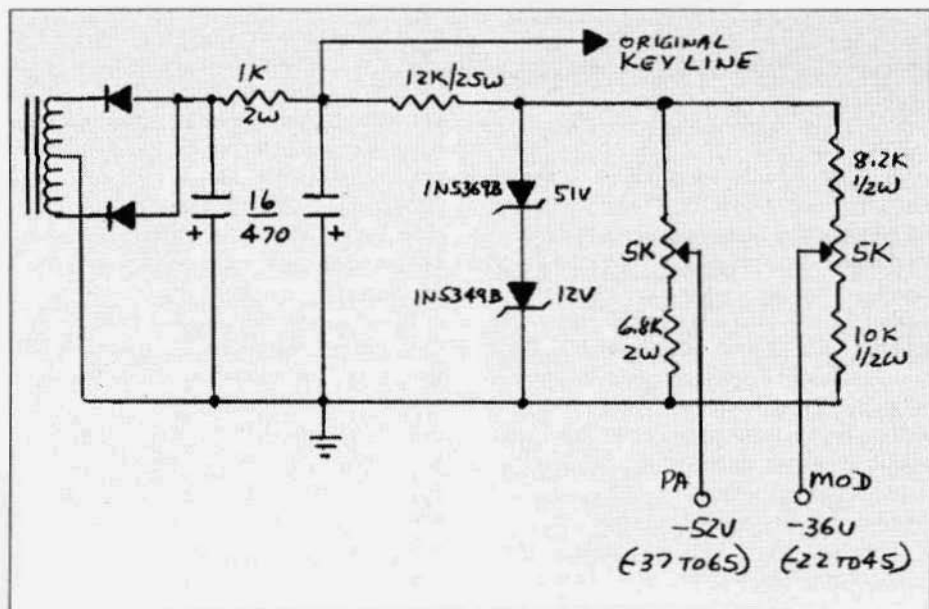 ORIGINAL
KEY LINE
1K
2W
12K/25W
8.2K
1/2W
1N5369B
51V
16
470
5K
5K
1N5349B
12V
6.8K
2W
10K
1/2W
PA
MOD
-52V
-36V
(-37 TO 65)
(-22 TO 45)